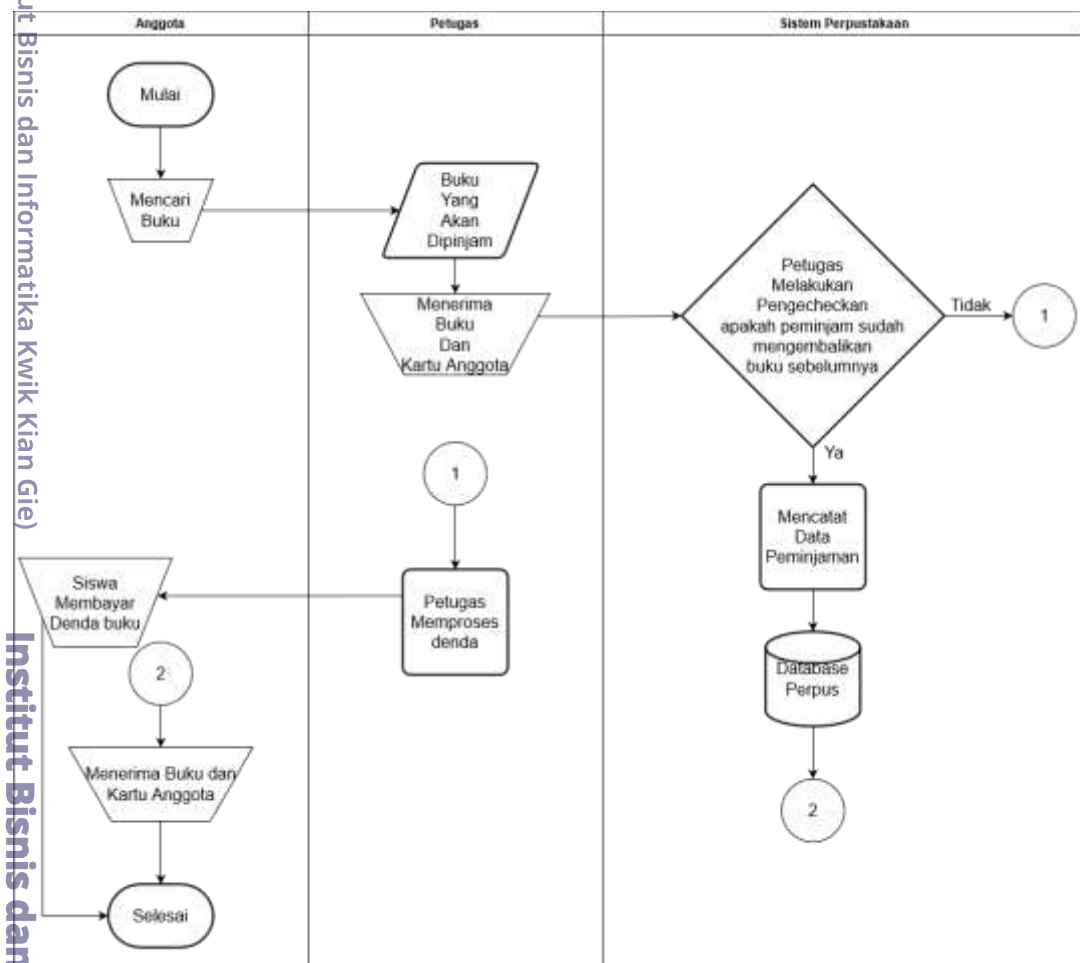 Anggota
Petugas
Sistem Perpustakaan
Mulai
Mencari
Buku
Buku
Yang
Akan
Dipinjam
Menerima
Buku
Dan
Kartu Anggota
Petugas
Melakukan
Pengecheckan
apakah peminjam sudah
mengembalikan
buku sebelumnya
Tidak
1
Ya
Mencatat
Data
Peminjaman
Database
Perpus
2
1
Petugas
Memproses
denda
Siswa
Membayar
Denda buku
2
Menerima Buku dan
Kartu Anggota
Selesai
ut Bisnis dan Informatika Kwik Kian Gie)
Institut Bisnis dan